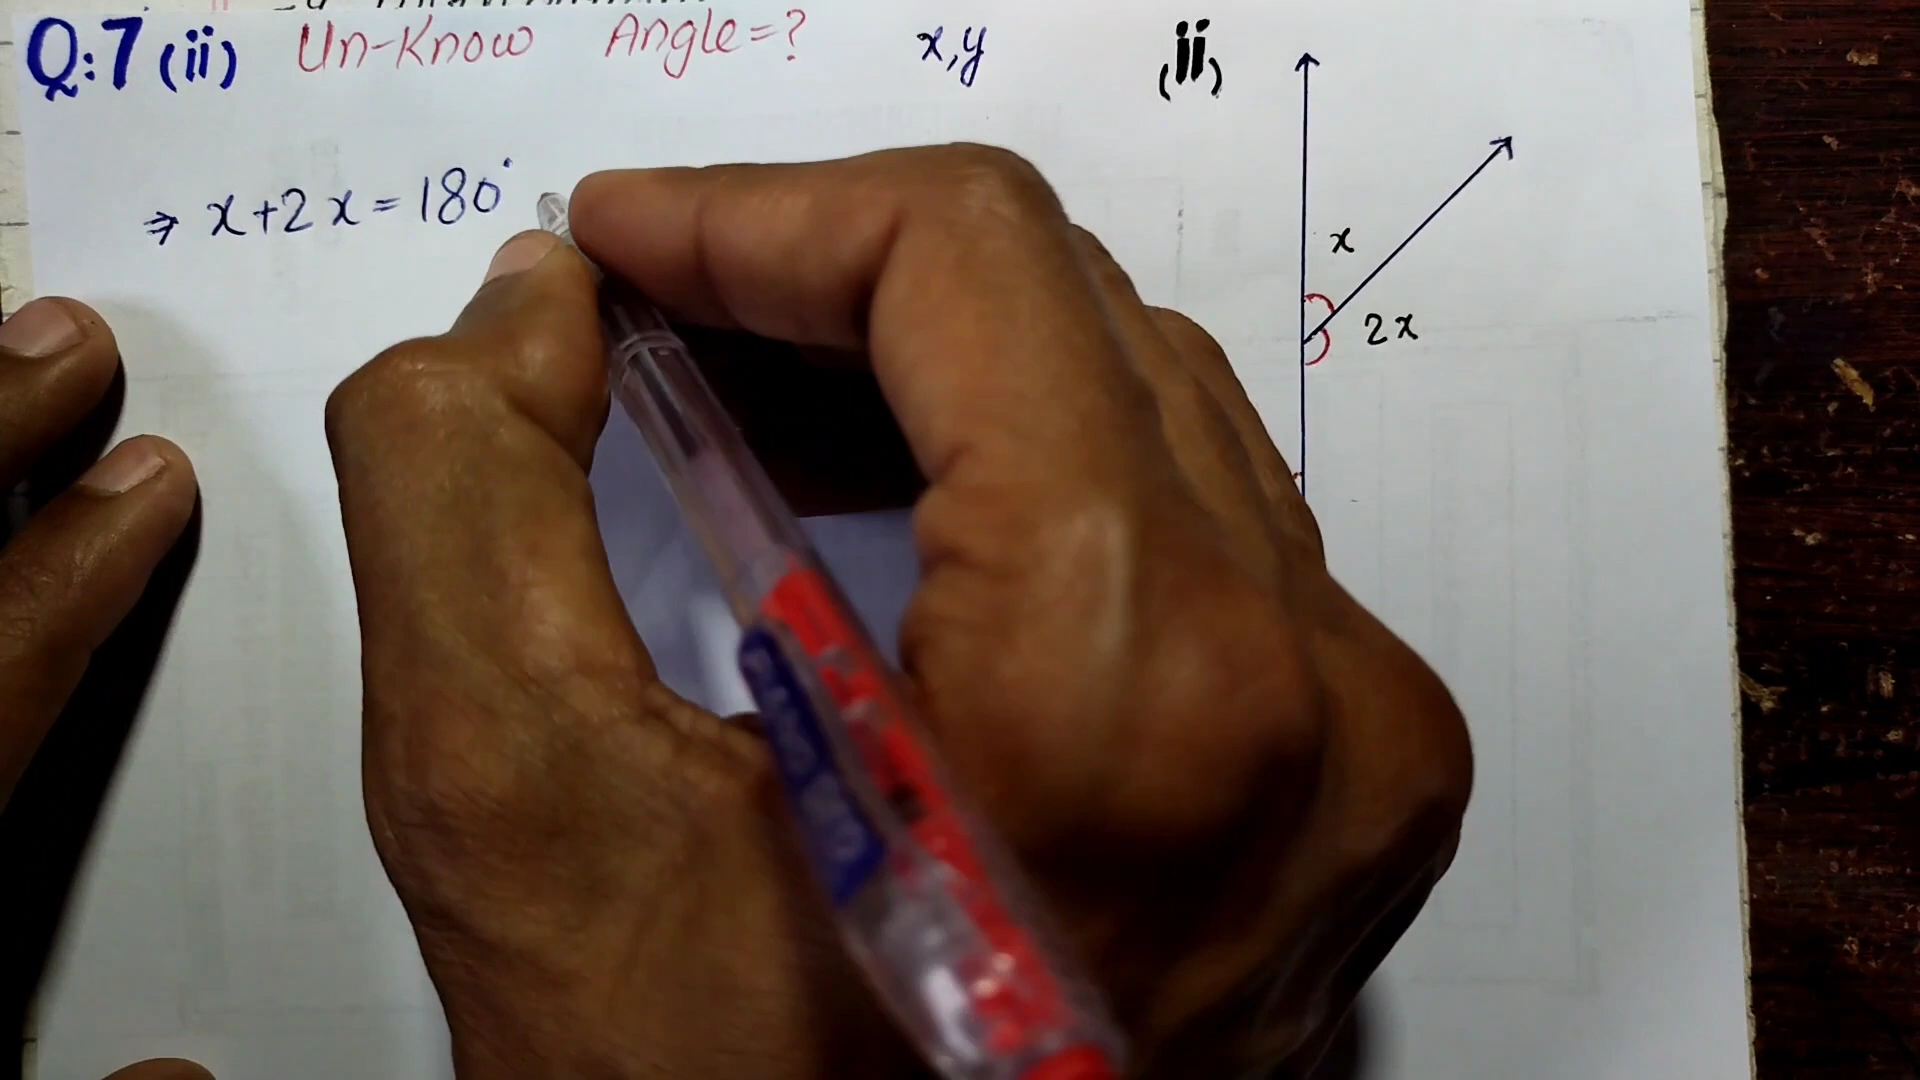 Q:7 (ii) Un-Know Angle=? x,y (ii)
⇒ x+2x = 180°
x
2x